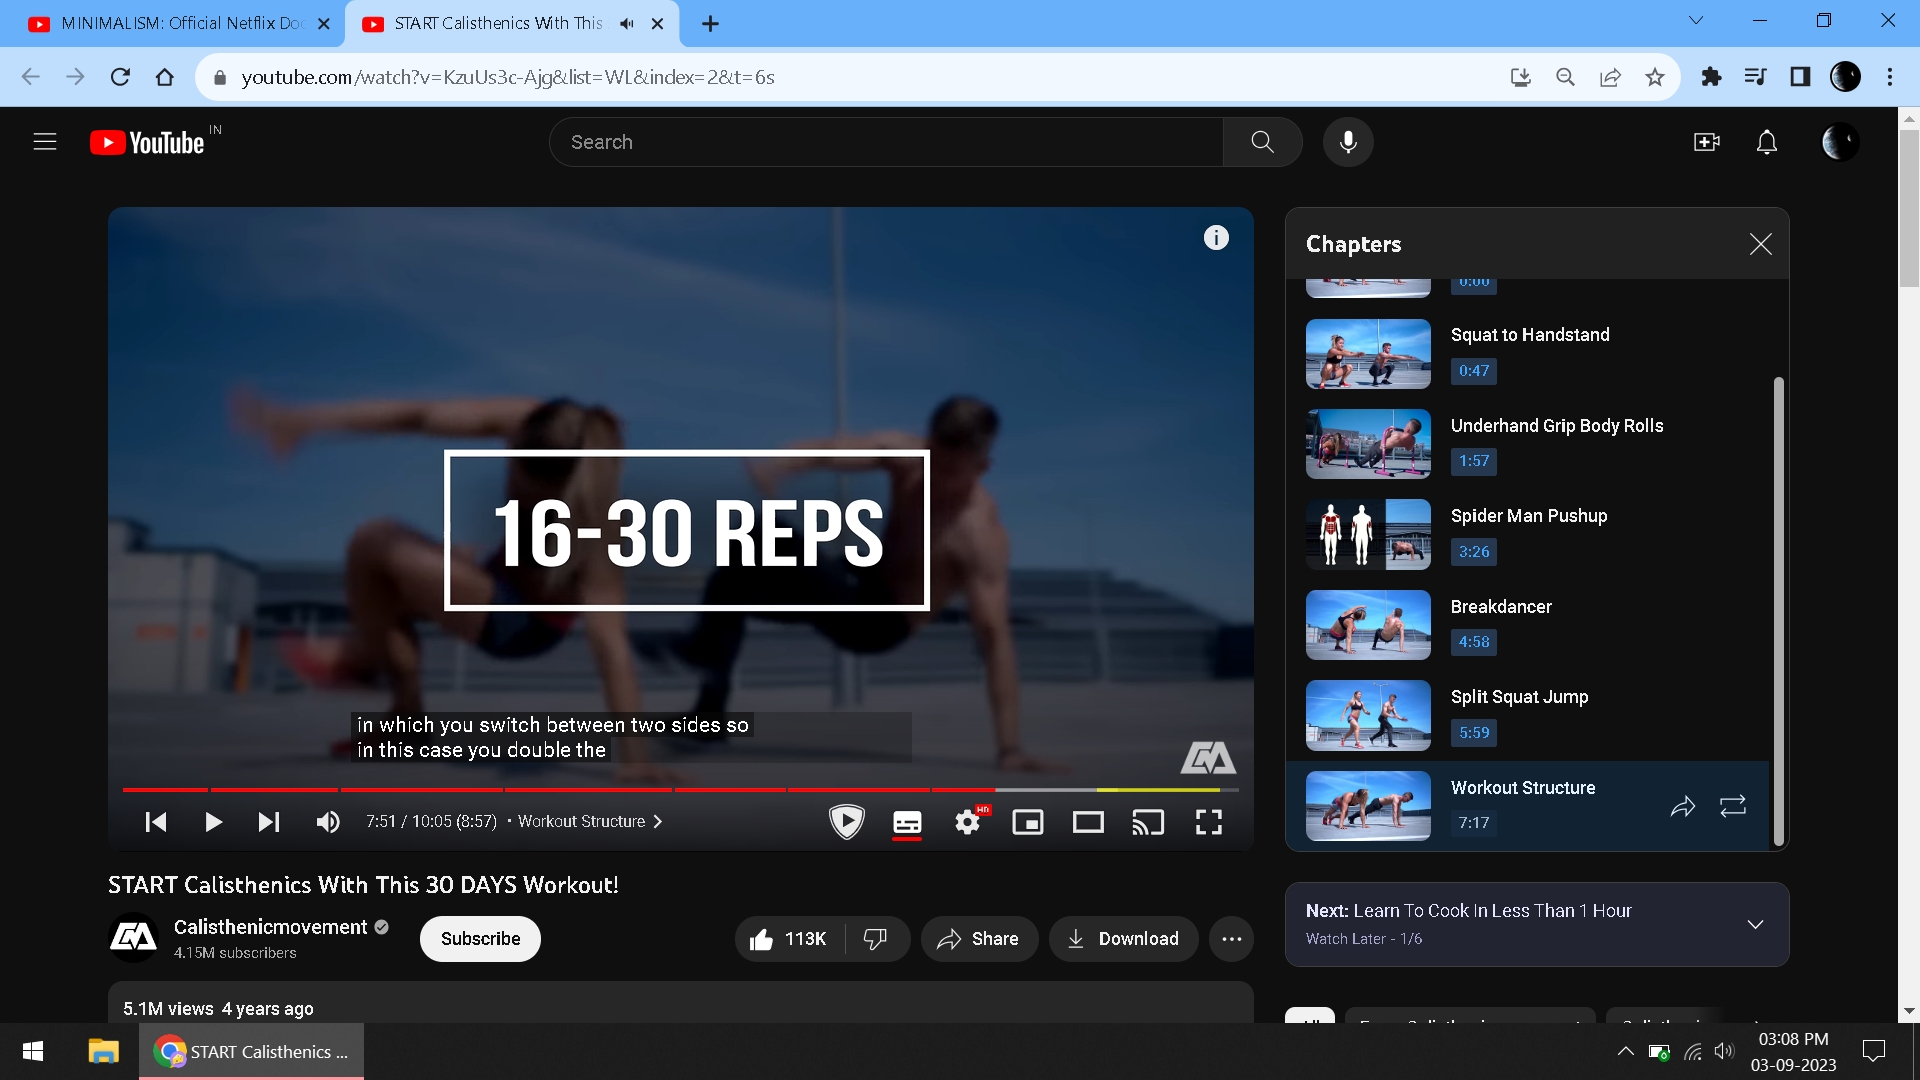 MINIMALISM: Official Netflix Doc
START Calisthenics With This
youtube.com/watch?v=KzuUs3c-Ajg&list=WL&index=2&t=6s
YouTube IN
Search
16-30 REPS
in which you switch between two sides so
in this case you double the
7:51 / 10:05 (8:57) • Workout Structure
HD
START Calisthenics With This 30 DAYS Workout!
Calisthenicmovement
4.15M subscribers
Subscribe
113K
Share
Download
5.1M views 4 years ago
Chapters
0:00
Squat to Handstand
0:47
Underhand Grip Body Rolls
1:57
Spider Man Pushup
3:26
Breakdancer
4:58
Split Squat Jump
5:59
Workout Structure
7:17
Next: Learn To Cook In Less Than 1 Hour
Watch Later - 1/6
START Calisthenics ...
03:08 PM
03-09-2023